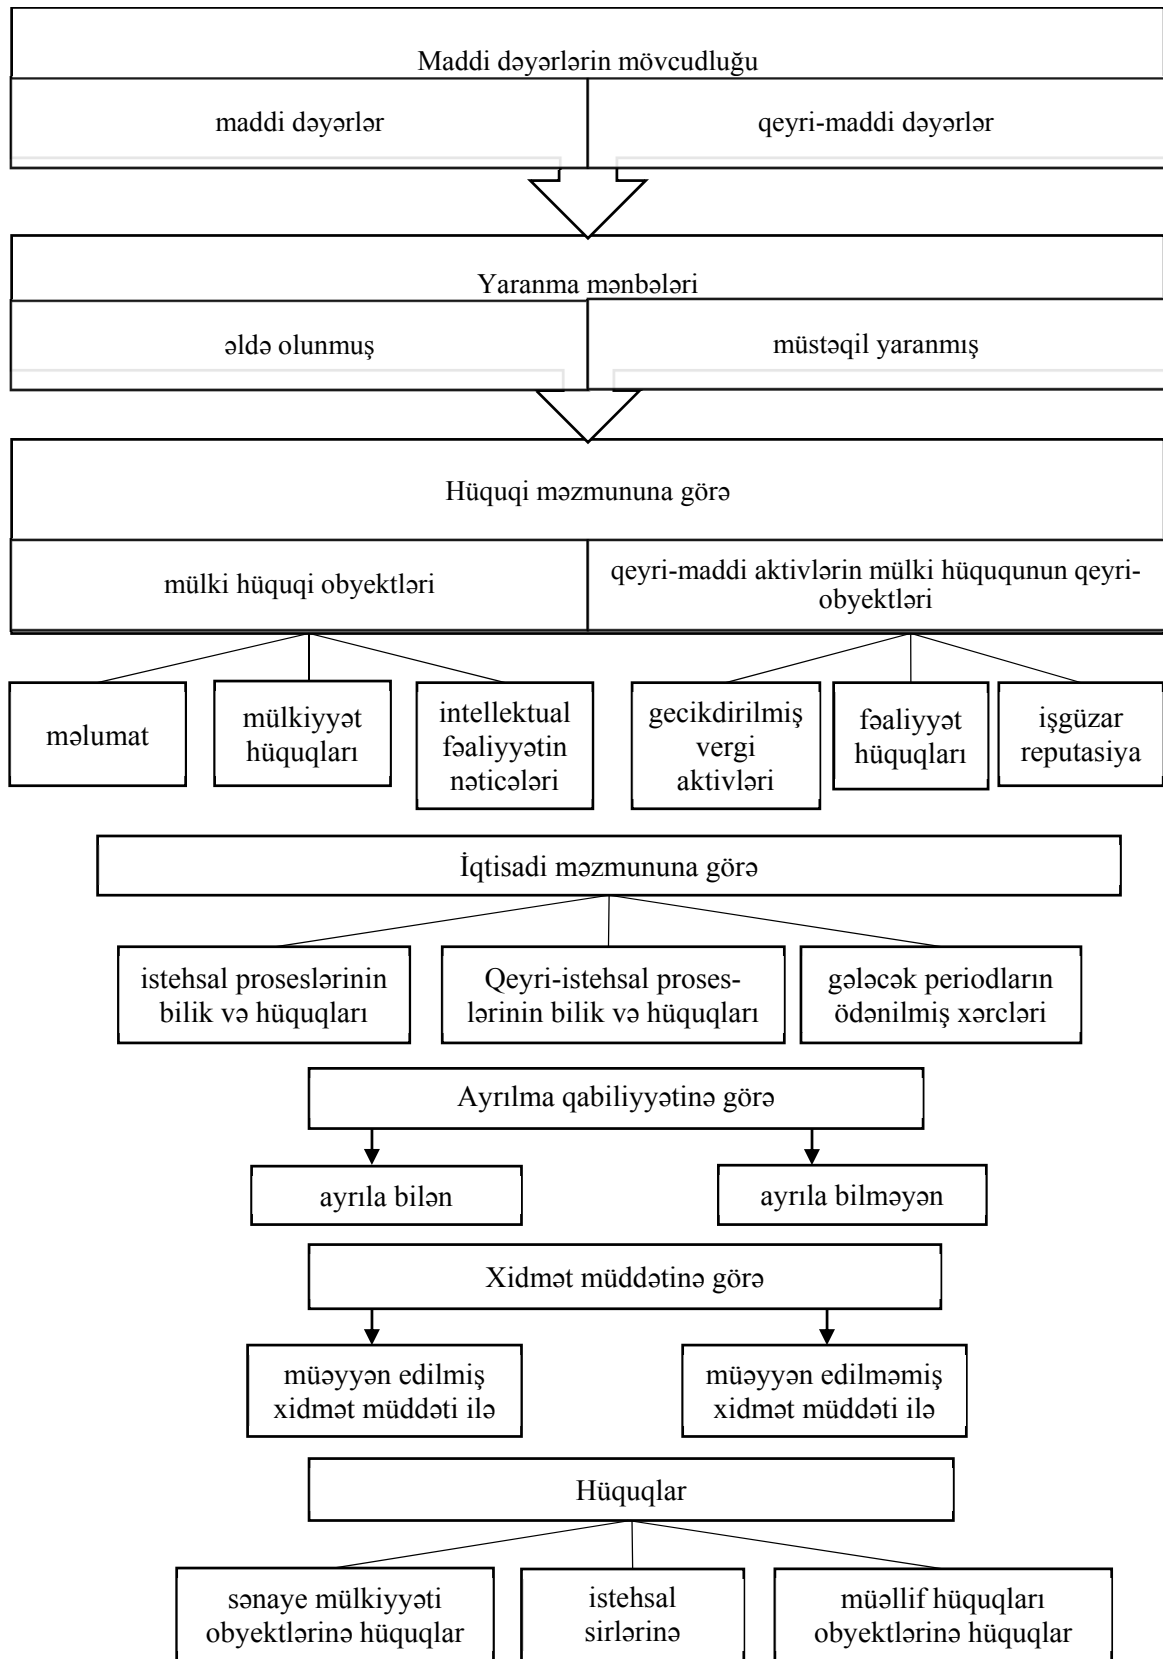 Maddi dəyərlərin mövcudluğu
maddi dəyərlər
qeyri-maddi dəyərlər
Yaranma mənbələri
əldə olunmuş
müstəqil yaranmış
Hüquqi məzmununa görə
mülki hüquqi obyektləri
qeyri-maddi aktivlərin mülki hüququnun qeyri-
obyektləri
məlumat
mülkiyyət
hüquqları
intellektual
fəaliyyətin
nəticələri
gecikdirilmiş
vergi
aktivləri
fəaliyyət
hüquqları
işgüzar
reputasiya
İqtisadi məzmununa görə
istehsal proseslərinin
bilik və hüquqları
Qeyri-istehsal proses-
lərinin bilik və hüquqları
gələcək periodların
ödənilmiş xərcləri
Ayrılma qabiliyyətinə görə
ayrıla bilən
ayrıla bilməyən
Xidmət müddətinə görə
müəyyən edilmiş
xidmət müddəti ilə
müəyyən edilməmiş
xidmət müddəti ilə
Hüquqlar
sənaye mülkiyyəti
obyektlərinə hüquqlar
istehsal
sirlərinə
müəllif hüquqları
obyektlərinə hüquqlar